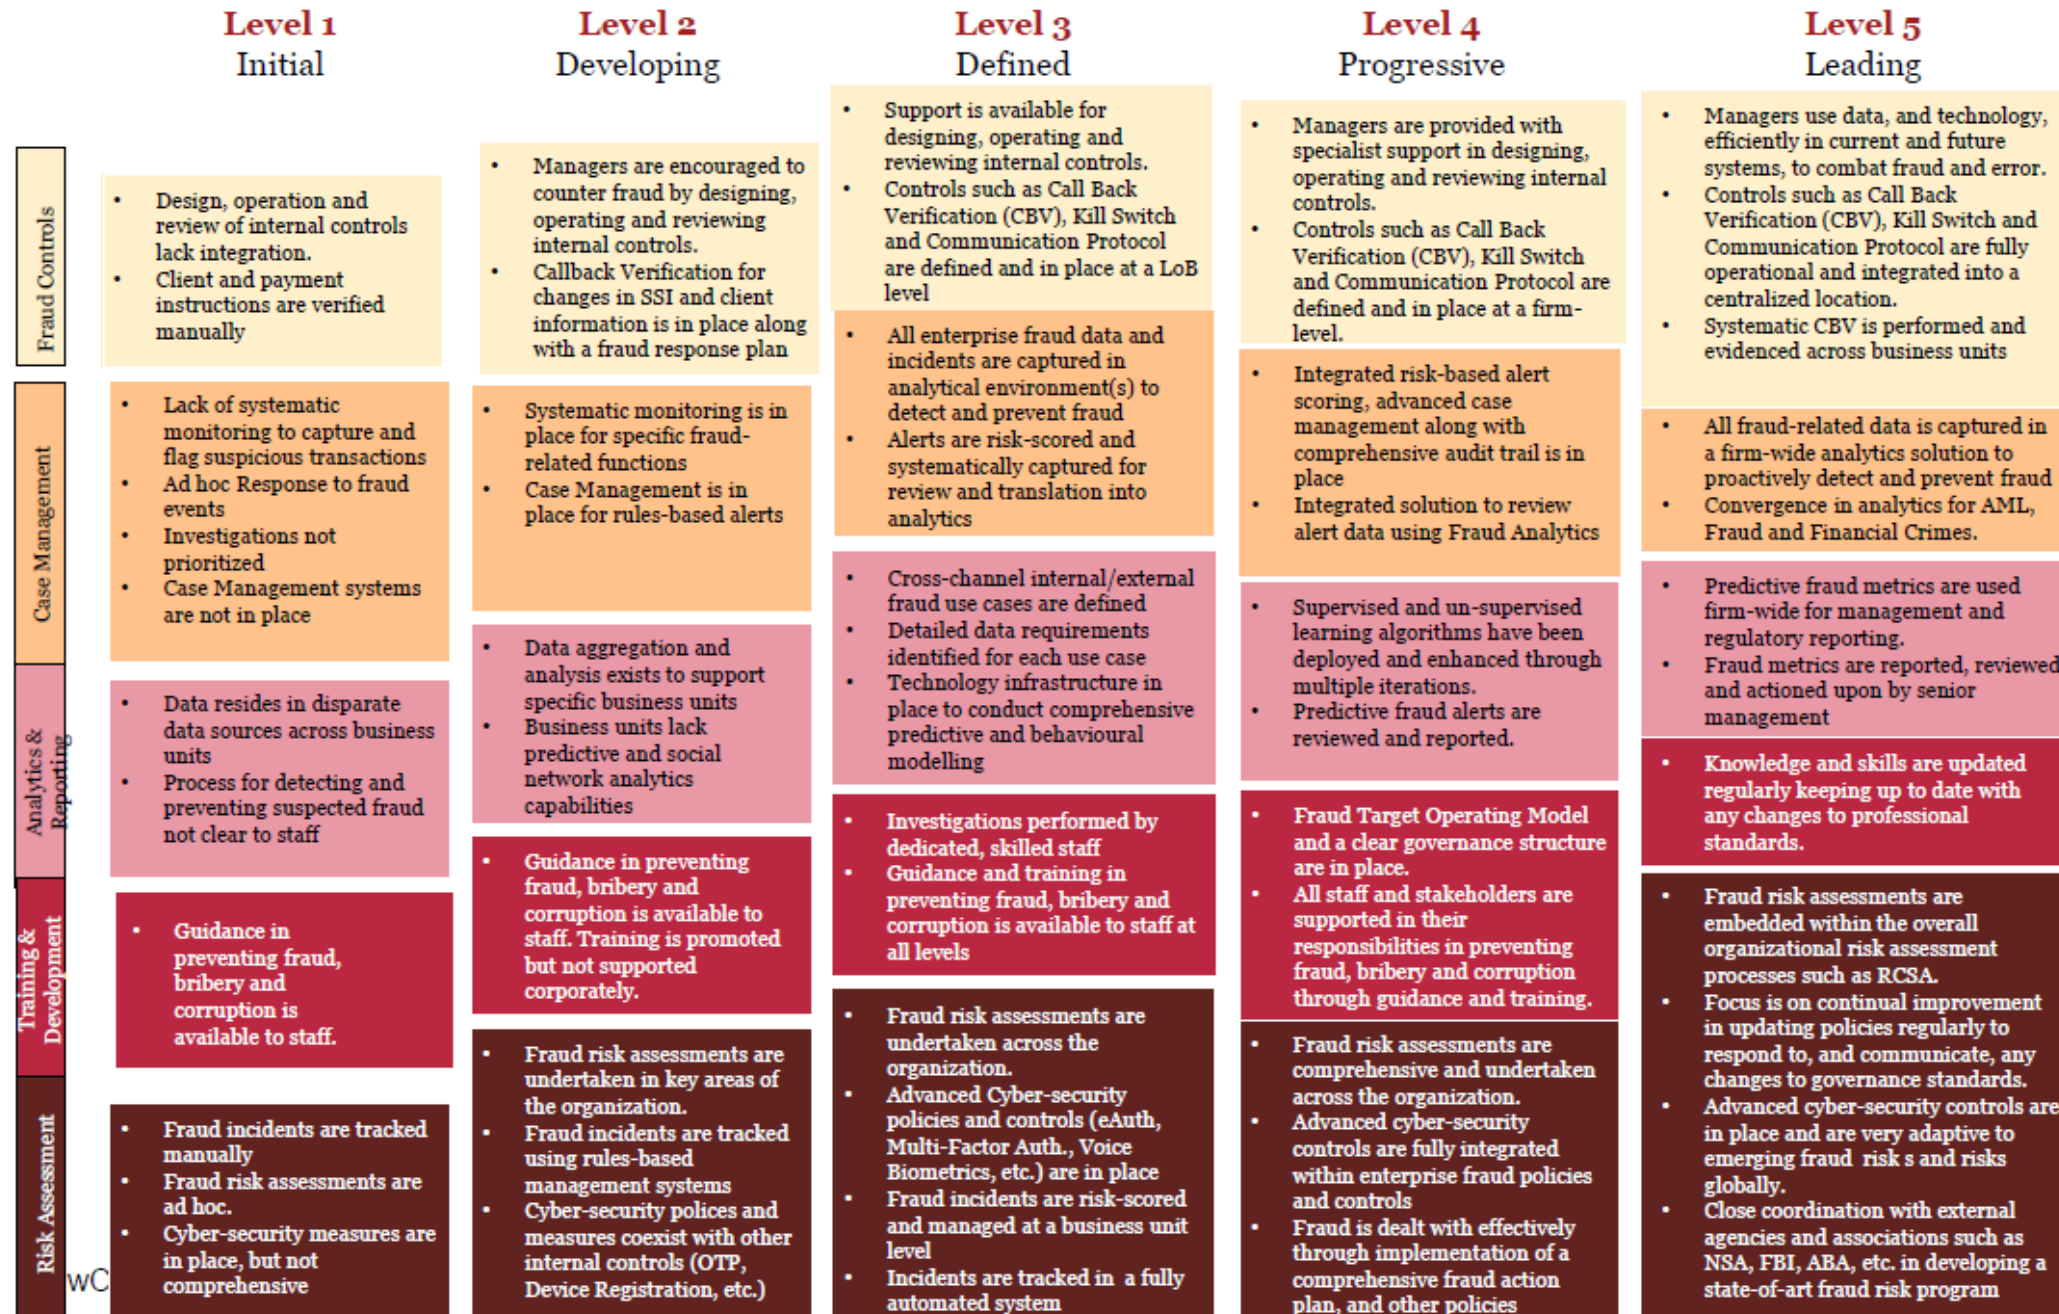 Level 1
Initial
Level 2
Developing
Level 3
Defined
Level 4
Progressive
Level 5
Leading
Fraud Controls
• Design, operation and
review of internal controls
lack integration.
• Client and payment
instructions are verified
manually
• Managers are encouraged to
counter fraud by designing,
operating and reviewing
internal controls.
• Callback Verification for
changes in SSI and client
information is in place along
with a fraud response plan
• Support is available for
designing, operating and
reviewing internal controls.
• Controls such as Call Back
Verification (CBV), Kill Switch
and Communication Protocol
are defined and in place at a LoB
level
• Managers are provided with
specialist support in designing,
operating and reviewing internal
controls.
• Controls such as Call Back
Verification (CBV), Kill Switch
and Communication Protocol are
defined and in place at a firm-
level.
• Managers use data, and technology,
efficiently in current and future
systems, to combat fraud and error.
• Controls such as Call Back
Verification (CBV), Kill Switch and
Communication Protocol are fully
operational and integrated into a
centralized location.
• Systematic CBV is performed and
evidenced across business units
Case Management
• Lack of systematic
monitoring to capture and
flag suspicious transactions
• Ad hoc Response to fraud
events
• Investigations not
prioritized
• Case Management systems
are not in place
• Systematic monitoring is in
place for specific fraud-
related functions
• Case Management is in
place for rules-based alerts
• All enterprise fraud data and
incidents are captured in
analytical environment(s) to
detect and prevent fraud
• Alerts are risk-scored and
systematically captured for
review and translation into
analytics
• Integrated risk-based alert
scoring, advanced case
management along with
comprehensive audit trail is in
place
• Integrated solution to review
alert data using Fraud Analytics
• All fraud-related data is captured in
a firm-wide analytics solution to
proactively detect and prevent fraud
• Convergence in analytics for AML,
Fraud and Financial Crimes.
Analytics &
Reporting
• Data resides in disparate
data sources across business
units
• Process for detecting and
preventing suspected fraud
not clear to staff
• Data aggregation and
analysis exists to support
specific business units
• Business units lack
predictive and social
network analytics
capabilities
• Cross-channel internal/external
fraud use cases are defined
• Detailed data requirements
identified for each use case
• Technology infrastructure in
place to conduct comprehensive
predictive and behavioural
modelling
• Supervised and un-supervised
learning algorithms have been
deployed and enhanced through
multiple iterations.
• Predictive fraud alerts are
reviewed and reported.
• Predictive fraud metrics are used
firm-wide for management and
regulatory reporting.
• Fraud metrics are reported, reviewed
and actioned upon by senior
management
Training &
Development
• Guidance in
preventing fraud,
bribery and
corruption is
available to staff.
• Guidance in preventing
fraud, bribery and
corruption is available to
staff. Training is promoted
but not supported
corporately.
• Investigations performed by
dedicated, skilled staff
• Guidance and training in
preventing fraud, bribery and
corruption is available to staff at
all levels
• Fraud Target Operating Model
and a clear governance structure
are in place.
• All staff and stakeholders are
supported in their
responsibilities in preventing
fraud, bribery and corruption
through guidance and training.
• Knowledge and skills are updated
regularly keeping up to date with
any changes to professional
standards.
Risk Assessment
• Fraud incidents are tracked
manually
• Fraud risk assessments are
ad hoc.
• Cyber-security measures are
in place, but not
comprehensive
• Fraud risk assessments are
undertaken in key areas of
the organization.
• Fraud incidents are tracked
using rules-based
management systems
• Cyber-security polices and
measures coexist with other
internal controls (OTP,
Device Registration, etc.)
• Fraud risk assessments are
undertaken across the
organization.
• Advanced Cyber-security
policies and controls (eAuth,
Multi-Factor Auth., Voice
Biometrics, etc.) are in place
• Fraud incidents are risk-scored
and managed at a business unit
level
• Incidents are tracked in a fully
automated system
• Fraud risk assessments are
comprehensive and undertaken
across the organization.
• Advanced cyber-security
controls are fully integrated
within enterprise fraud policies
and controls
• Fraud is dealt with effectively
through implementation of a
comprehensive fraud action
plan, and other policies
• Fraud risk assessments are
embedded within the overall
organizational risk assessment
processes such as RCSA.
• Focus is on continual improvement
in updating policies regularly to
respond to, and communicate, any
changes to governance standards.
• Advanced cyber-security controls are
in place and are very adaptive to
emerging fraud risk s and risks
globally.
• Close coordination with external
agencies and associations such as
NSA, FBI, ABA, etc. in developing a
state-of-art fraud risk program
wC